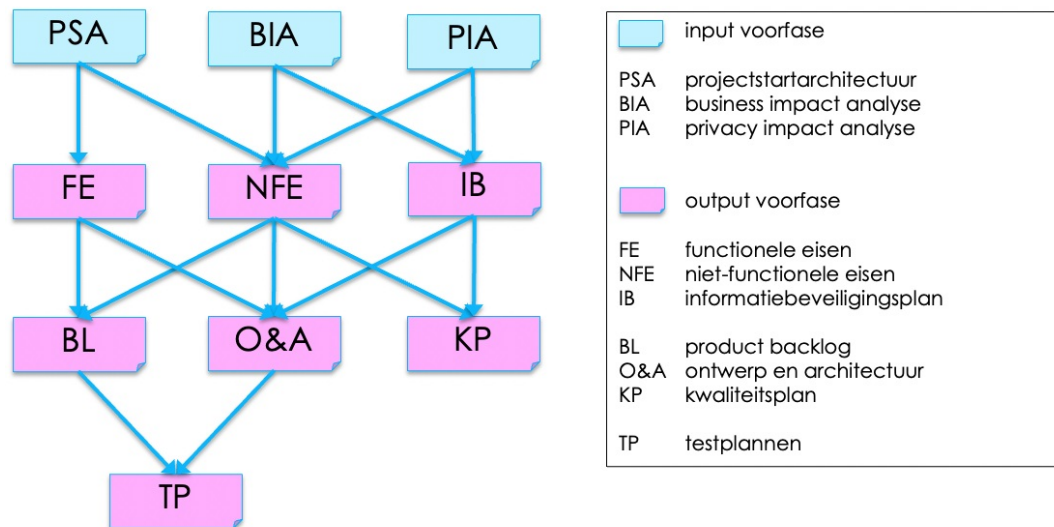 PSA
BIA
PIA
FE
NFE
IB
BL
O&A
KP
TP
input voorfase
PSA projectstartarchitectuur
BIA business impact analyse
PIA privacy impact analyse
output voorfase
FE functionele eisen
NFE niet-functionele eisen
IB informatiebeveiligingsplan
BL product backlog
O&A ontwerp en architectuur
KP kwaliteitsplan
TP testplannen